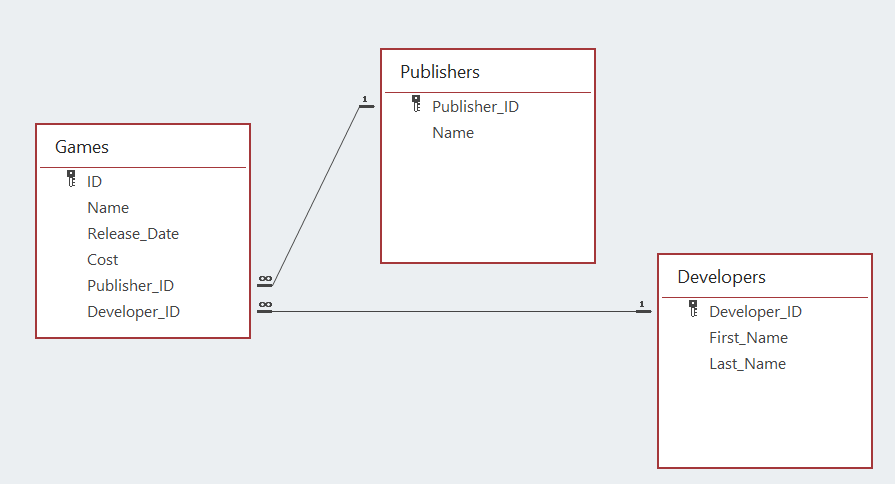 Games
ID
Name
Release_Date
Cost
Publisher_ID
Developer_ID
∞
∞
1
Publishers
Publisher_ID
Name
1
Developers
Developer_ID
First_Name
Last_Name